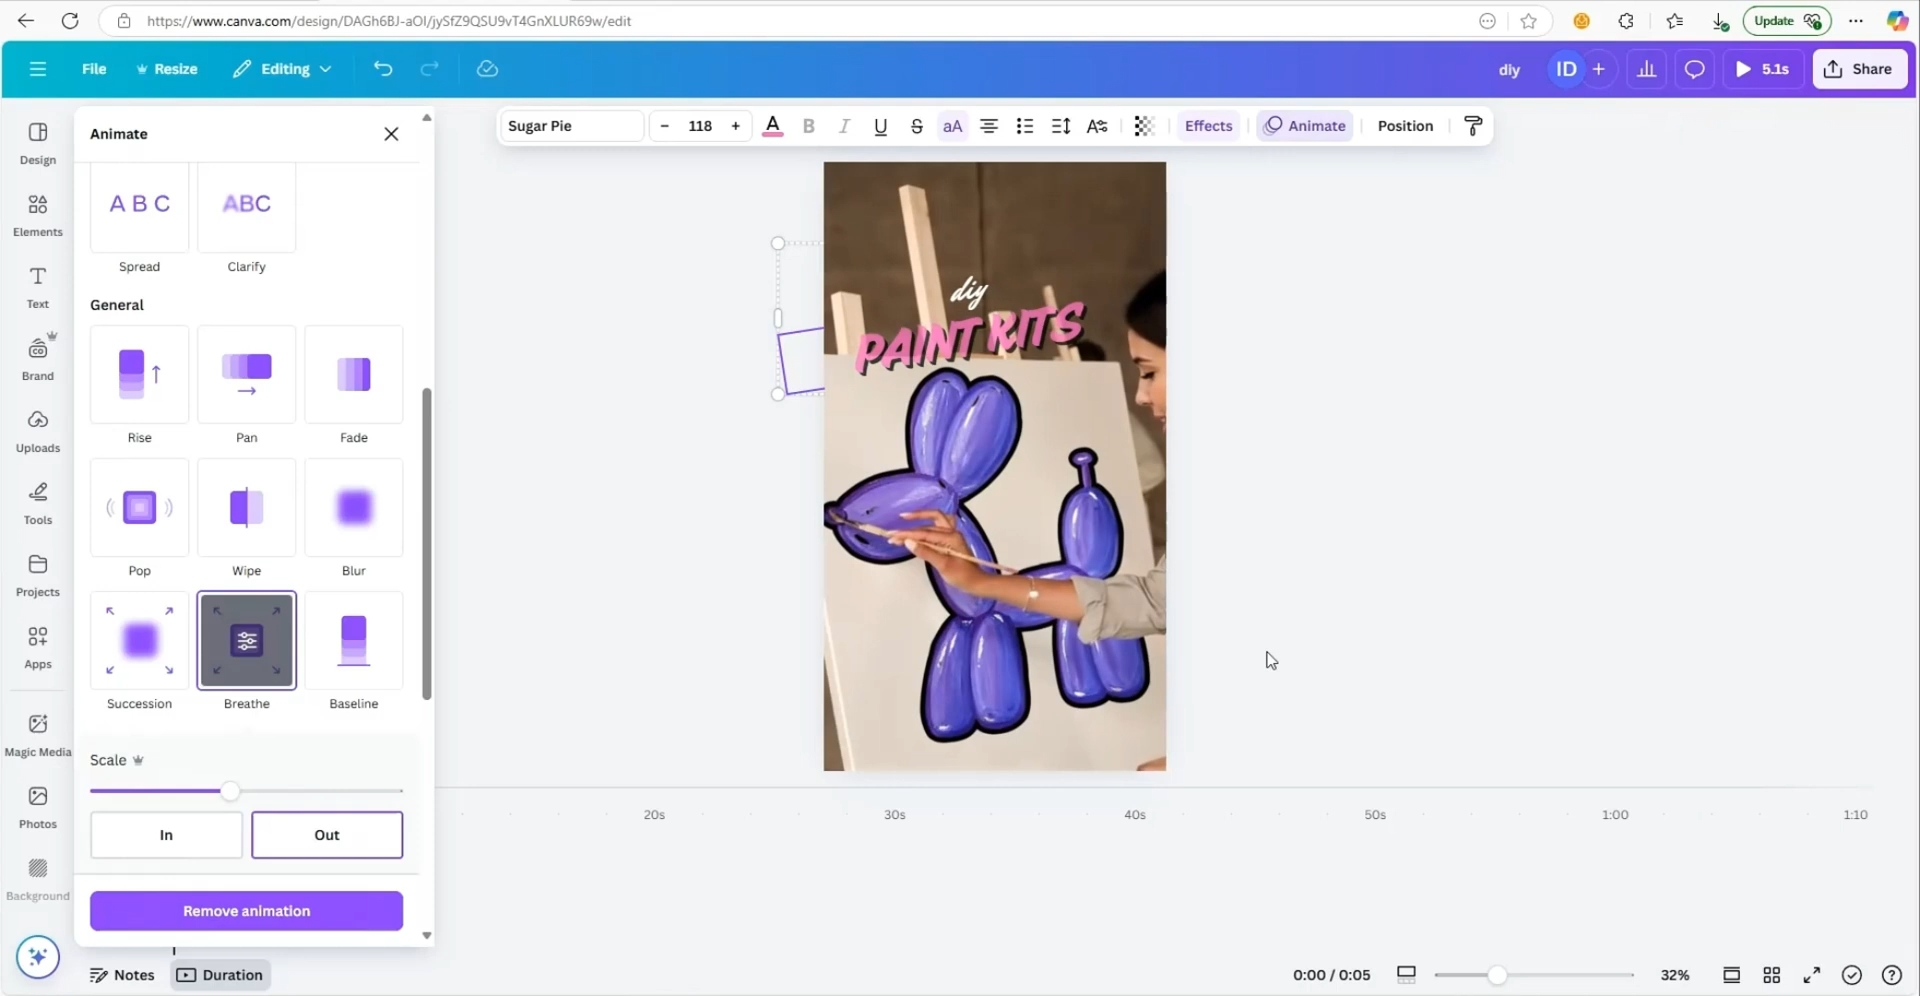 https://www.canva.com/design/DAGh6BJ-aOI/jySfZ9QSU9vT4GnXLUR69w/edit
Update
File
Resize
Editing
diy
ID
5.1s
Share
Animate
Sugar Pie
118
A
B
I
U
S
aA
Effects
Animate
Position
Design
Elements
Text
Brand
Uploads
Tools
Projects
Apps
Magic Media
Photos
Background
A B C
ABC
Spread
Clarify
General
Rise
Pan
Fade
Pop
Wipe
Blur
Succession
Breathe
Baseline
Scale
In
Out
Remove animation
diy
PAINT KITS
20s
30s
40s
50s
1:00
1:10
Notes
Duration
0:00 / 0:05
32%